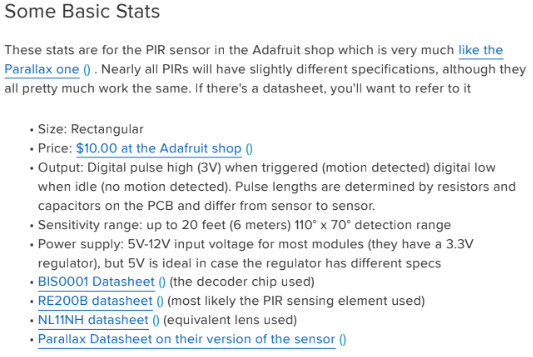 Some Basic Stats
These stats are for the PIR sensor in the Adafruit shop which is very much like the
Parallax one () . Nearly all PIRs will have slightly different specifications, although they
all pretty much work the same. If there's a datasheet, you'll want to refer to it
• Size: Rectangular
• Price: $10.00 at the Adafruit shop ()
• Output: Digital pulse high (3V) when triggered (motion detected) digital low
when idle (no motion detected). Pulse lengths are determined by resistors and
capacitors on the PCB and differ from sensor to sensor.
• Sensitivity range: up to 20 feet (6 meters) 110° x 70° detection range
• Power supply: 5V-12V input voltage for most modules (they have a 3.3V
regulator), but 5V is ideal in case the regulator has different specs
• BIS0001 Datasheet () (the decoder chip used)
• RE200B datasheet () (most likely the PIR sensing element used)
• NL11NH datasheet () (equivalent lens used)
• Parallax Datasheet on their version of the sensor ()